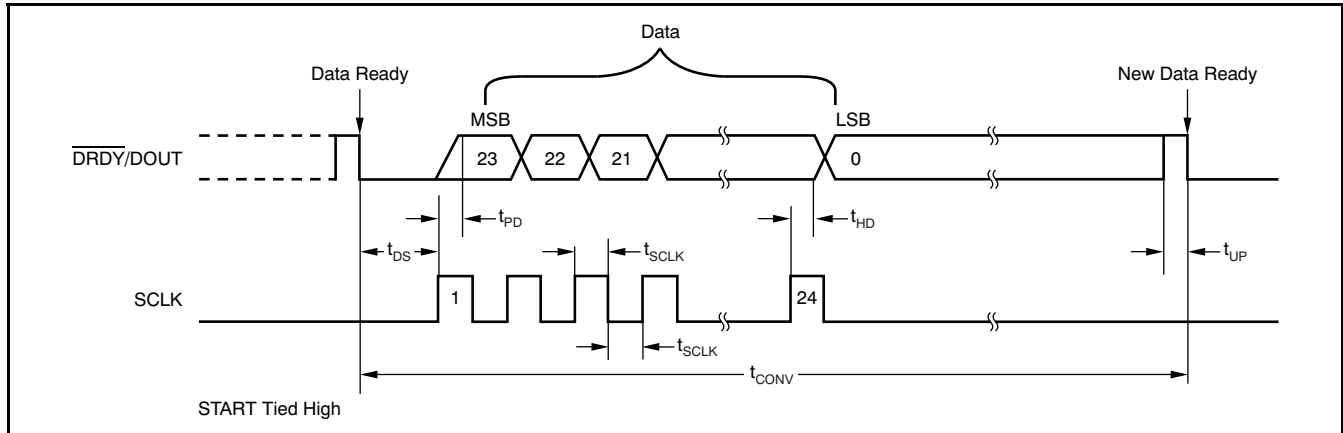 Data
Data Ready
New Data Ready
MSB
LSB
DRDY/DOUT
23
22
21
0
tPD
tHD
tDS
tSCLK
tUP
SCLK
1
24
tSCLK
tCONV
START Tied High